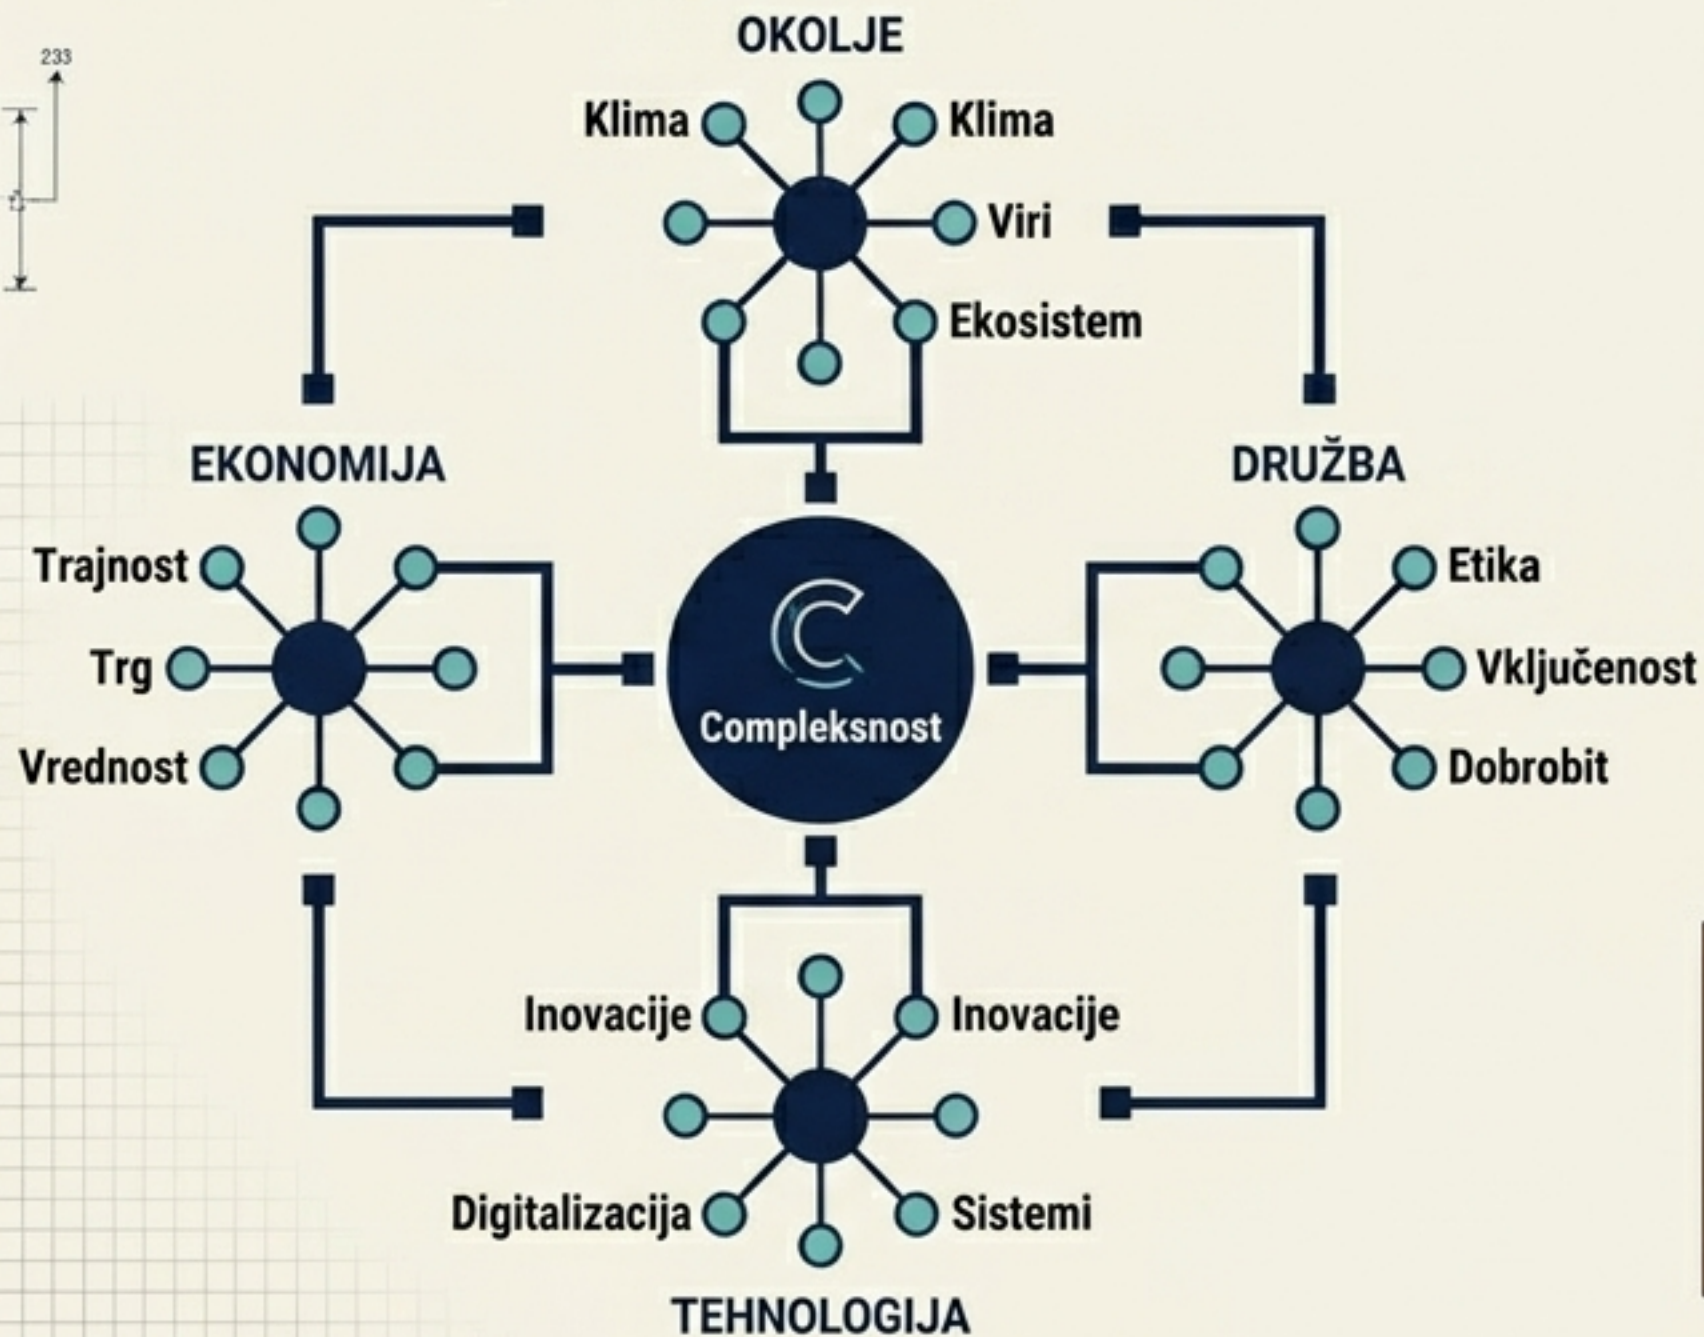 OKOLJE
233
Klima
Klima
Viri
Ekosistem
EKONOMIJA
DRUŽBA
Trajnost
Etika
Trg
Vključenost
C
Compleksnost
Vrednost
Dobrobit
Inovacije
Inovacije
Digitalizacija
Sistemi
TEHNOLOGIJA